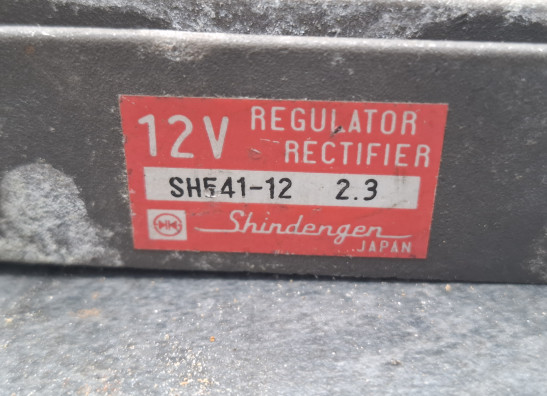 12V REGULATOR
RECTIFIER
SH541-12 2.3
Shindengen
JAPAN